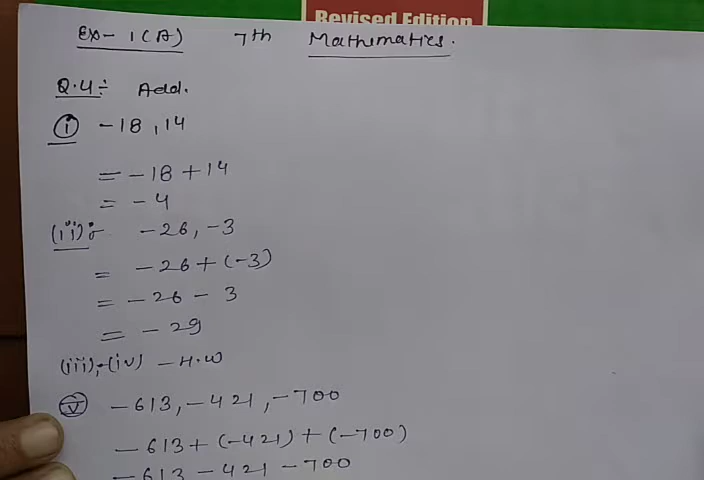 Revised Edition
Ex- 1(A) 7th Mathematics.
Q.4:- Add.
(i) -18, 14
= -18 + 14
= -4
(ii):- -26, -3
= -26 + (-3)
= -26 - 3
= -29
(iii), (iv) - H.W
(v) -613, -421, -700
-613 + (-421) + (-700)
-613 - 421 - 700